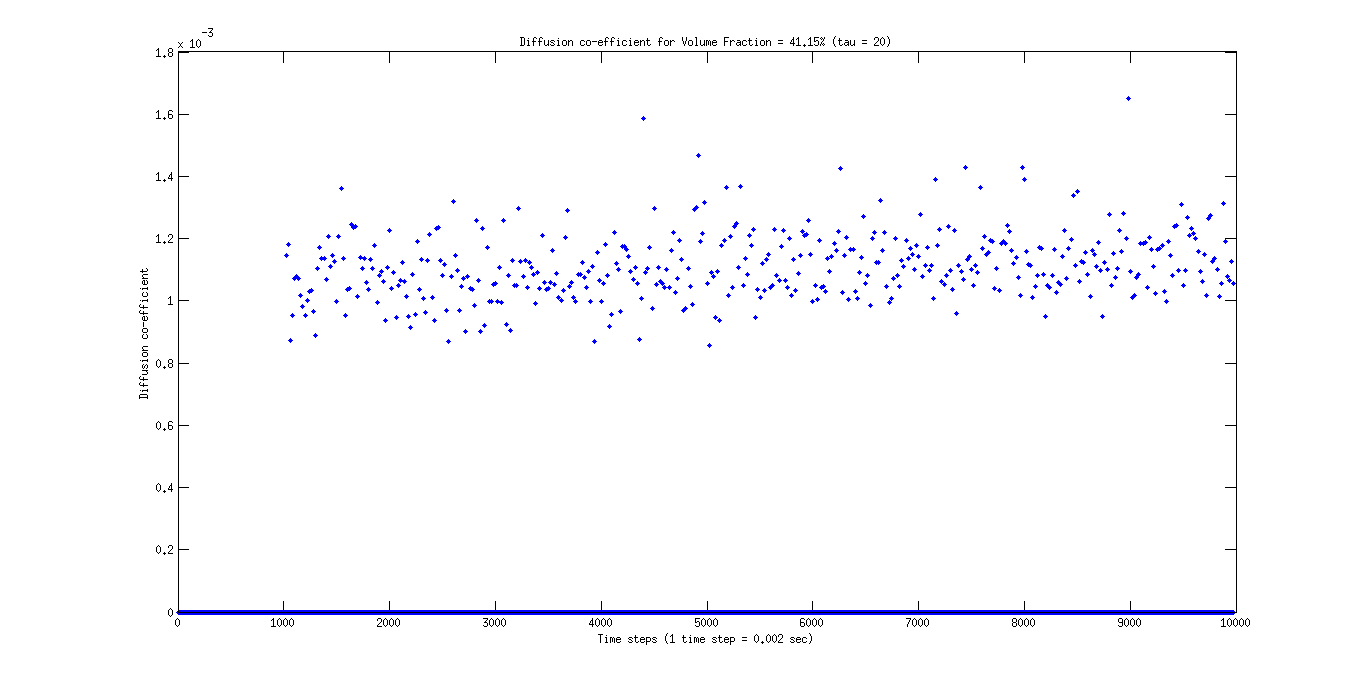 x 10^-3
Diffusion co-efficient for Volume Fraction = 41.15% (tau = 20)
1.8
1.6
1.4
1.2
1
0.8
0.6
0.4
0.2
0
Diffusion co-efficient
0 1000 2000 3000 4000 5000 6000 7000 8000 9000 10000
Time steps (1 time step = 0.002 sec)